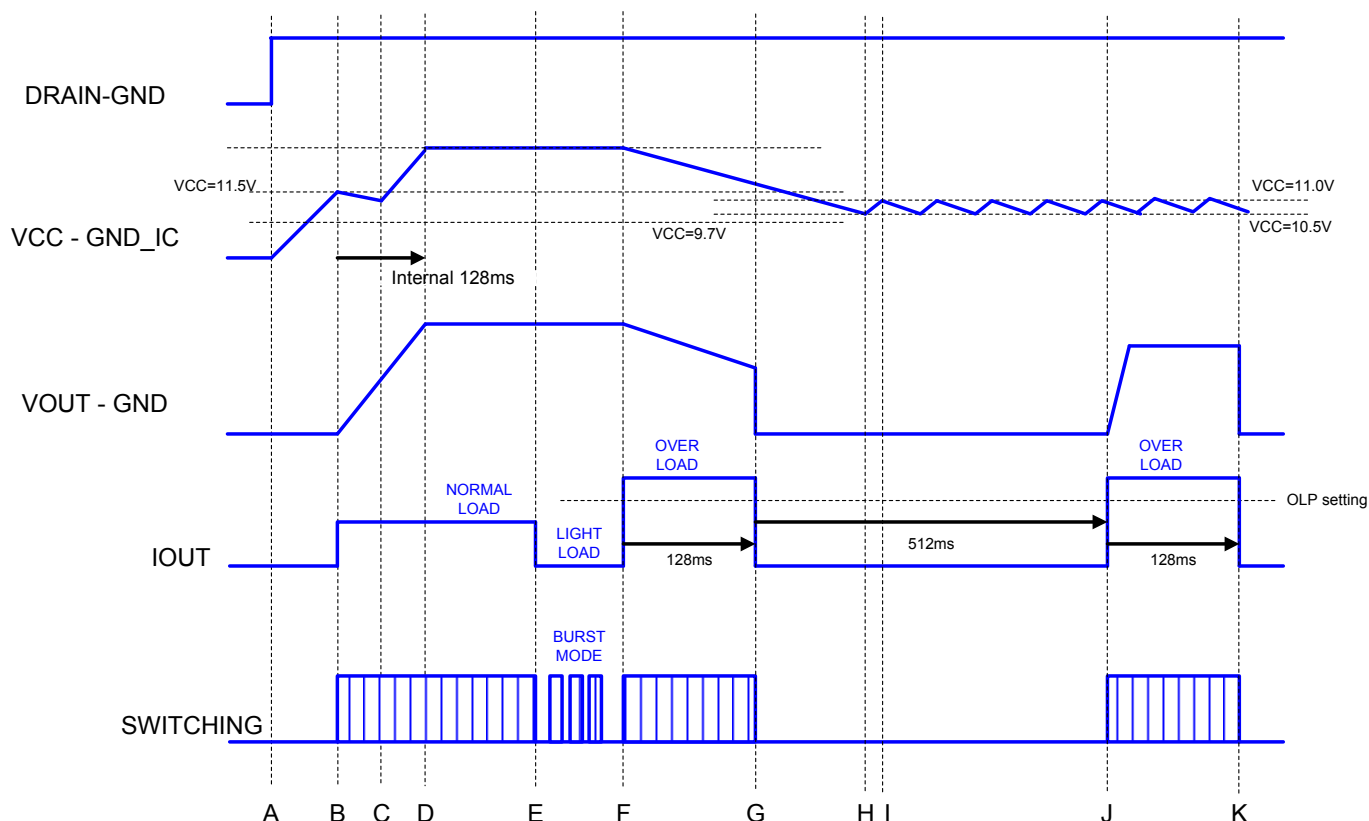 DRAIN-GND
VCC=11.5V
VCC=11.0V
VCC=9.7V
VCC=10.5V
VCC - GND_IC
Internal 128ms
VOUT - GND
OVER
LOAD
OVER
LOAD
NORMAL
LOAD
OLP setting
LIGHT
LOAD
IOUT
128ms
512ms
128ms
BURST
MODE
SWITCHING
A B C D E F G H I J K